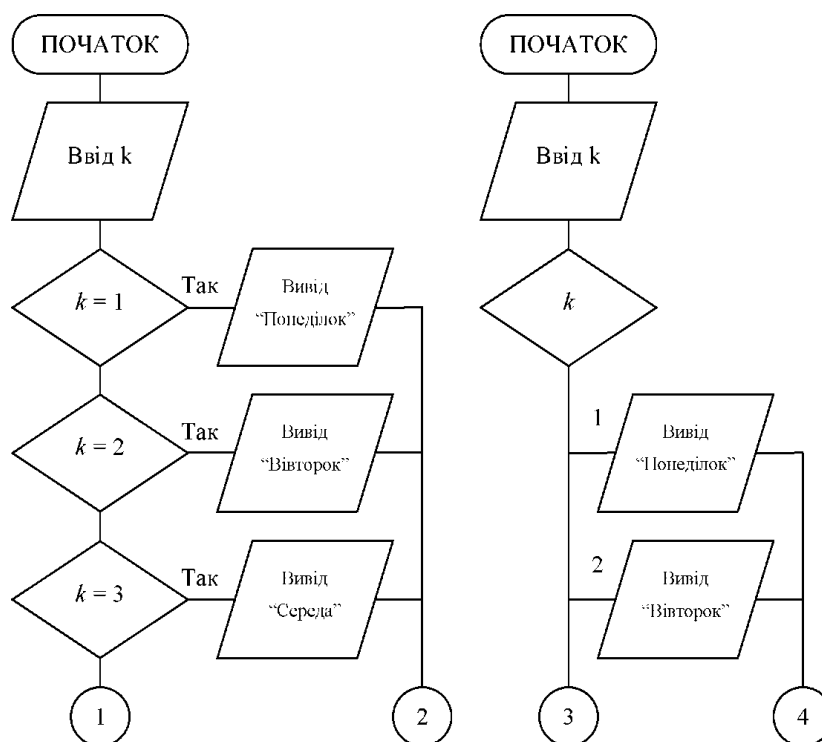 ПОЧАТОК
Ввід k
k = 1
Так
Вивід
“Понеділок”
k = 2
Так
Вивід
“Вівторок”
k = 3
Так
Вивід
“Середа”
1
2
ПОЧАТОК
Ввід k
k
1
Вивід
“Понеділок”
2
Вивід
“Вівторок”
3
4